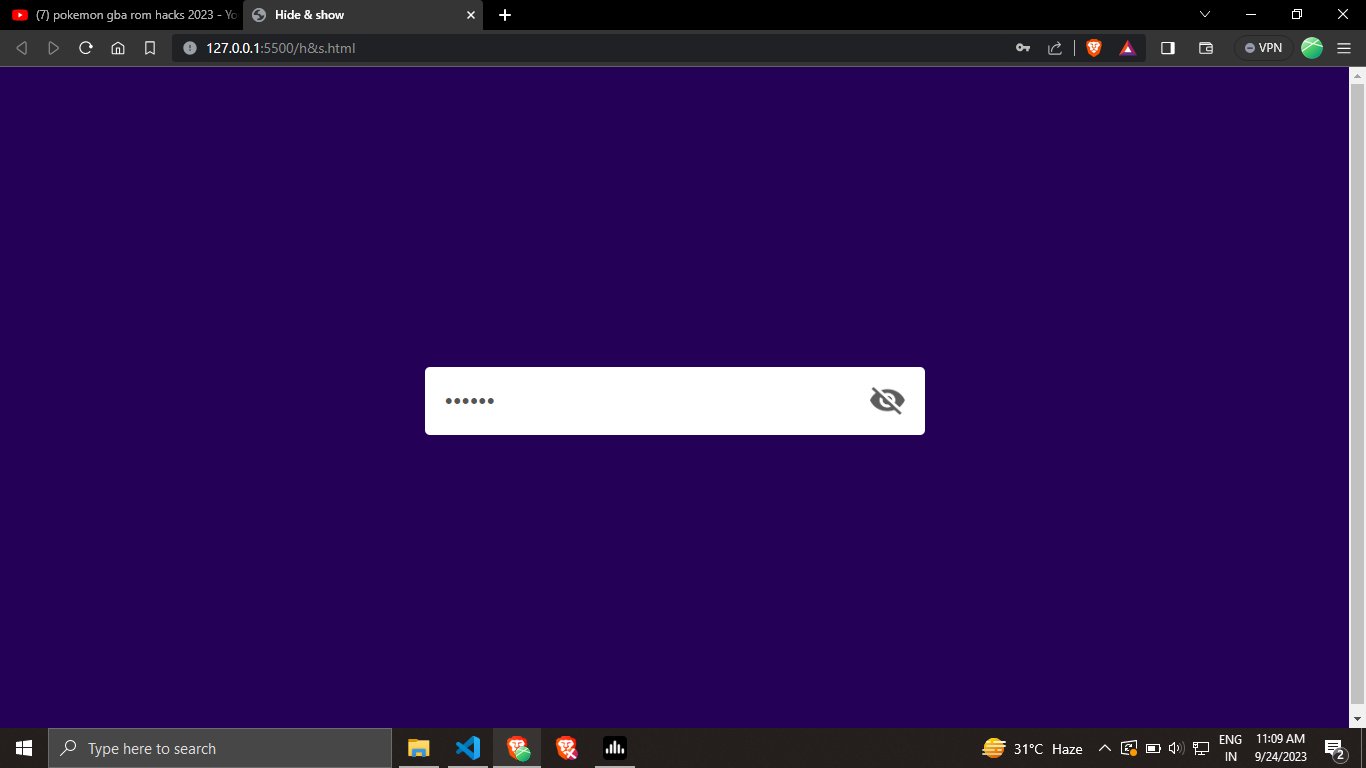 (7) pokemon gba rom hacks 2023 - Yo
Hide & show
127.0.0.1:5500/h&s.html
VPN
••••••
Type here to search
31°C Haze
ENG
IN
11:09 AM
9/24/2023
2